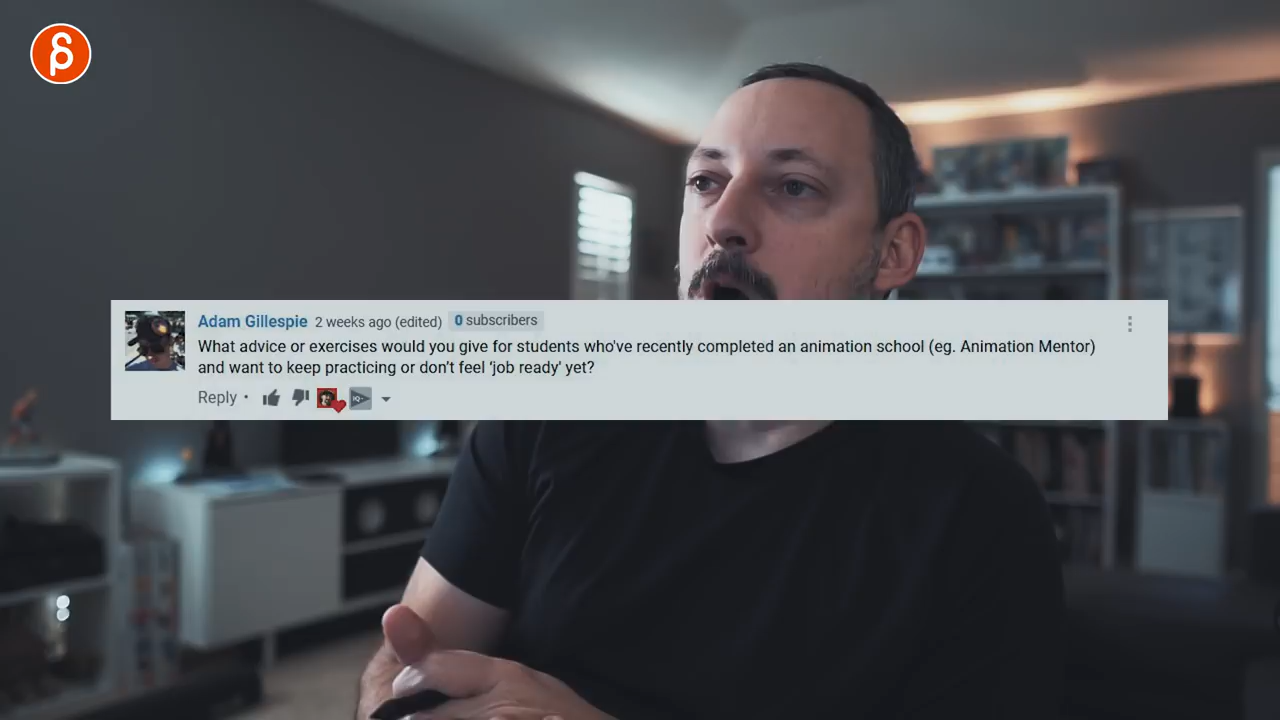 Adam Gillespie 2 weeks ago (edited) 0 subscribers
What advice or exercises would you give for students who've recently completed an animation school (eg. Animation Mentor)
and want to keep practicing or don’t feel ‘job ready’ yet?
Reply •